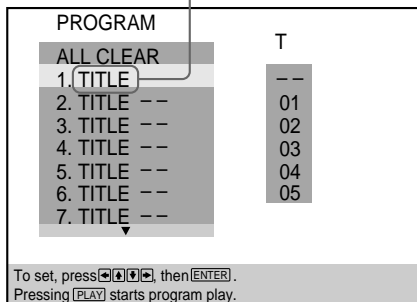 PROGRAM
T
ALL CLEAR
1. TITLE
– –
2. TITLE – –
01
3. TITLE – –
02
4. TITLE – –
03
5. TITLE – –
04
6. TITLE – –
05
7. TITLE – –
To set, press ← ↑ ↓ → , then ENTER .
Pressing PLAY starts program play.